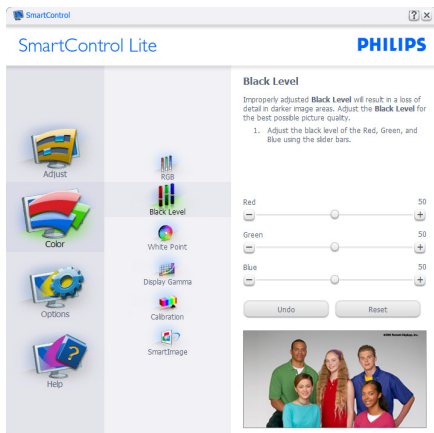 SmartControl
? x
SmartControl Lite
PHILIPS
Adjust
Color
Options
Help
RGB
Black Level
White Point
Display Gamma
Calibration
SmartImage
Black Level
Improperly adjusted Black Level will result in a loss of
detail in darker image areas. Adjust the Black Level for
the best possible picture quality.
1. Adjust the black level of the Red, Green, and
Blue using the slider bars.
Red 50
Green 50
Blue 50
Undo Reset